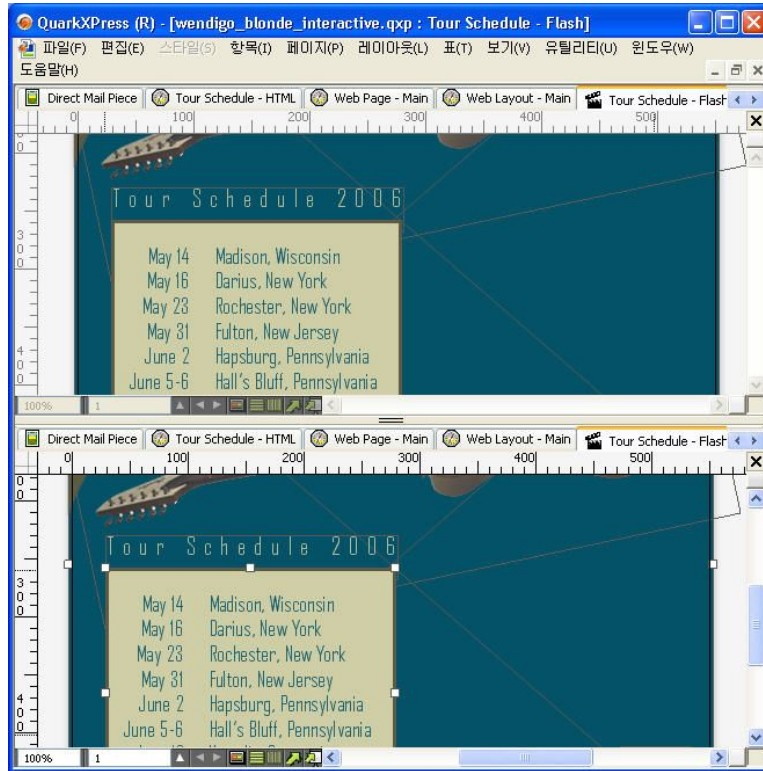 QuarkXPress (R) - [wendigo_blonde_interactive.qxp : Tour Schedule - Flash]
파일(F) 편집(E) 스타일(S) 항목(I) 페이지(P) 레이아웃(L) 표(T) 보기(V) 유틸리티(U) 윈도우(W)
도움말(H)
Direct Mail Piece Tour Schedule - HTML Web Page - Main Web Layout - Main Tour Schedule - Flash
0 100 200 300 400 500
0
300
400
Tour Schedule 2006
May 14 Madison, Wisconsin
May 16 Darius, New York
May 23 Rochester, New York
May 31 Fulton, New Jersey
June 2 Hapsburg, Pennsylvania
June 5-6 Hall's Bluff, Pennsylvania
100% 1
Direct Mail Piece Tour Schedule - HTML Web Page - Main Web Layout - Main Tour Schedule - Flash
0 100 200 300 400 500
0
300
400
Tour Schedule 2006
May 14 Madison, Wisconsin
May 16 Darius, New York
May 23 Rochester, New York
May 31 Fulton, New Jersey
June 2 Hapsburg, Pennsylvania
June 5-6 Hall's Bluff, Pennsylvania
100% 1